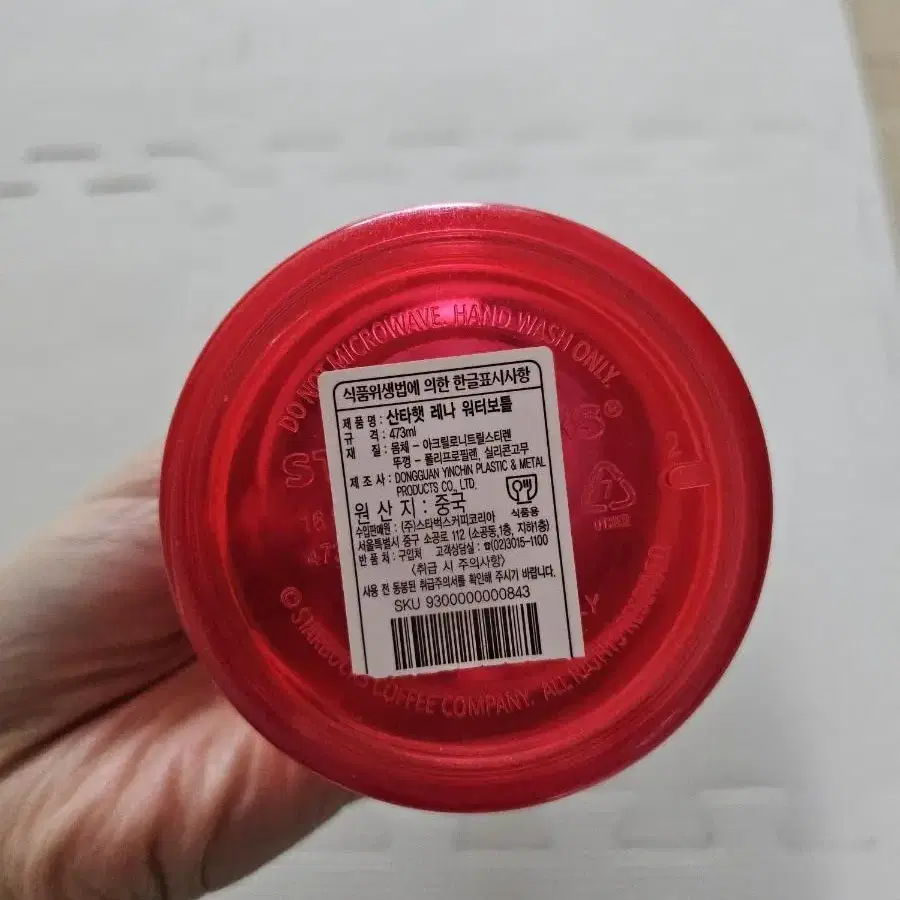 DO NOT MICROWAVE. HAND WASH ONLY.
식품위생법에 의한 한글표시사항
제 품 명 : 산타햇 레나 워터보틀
규 격 : 473ml
재 질 : 몸체 - 아크릴로니트릴스티렌
뚜껑 - 폴리프로필렌, 실리콘고무
제 조 사 : DONGGUAN YINCHIN PLASTIC & METAL
PRODUCTS CO., LTD.
원 산 지 : 중국
식품용
수입판매원 : (주)스타벅스커피코리아
서울특별시 중구 소공로 112 (소공동,1층, 지하1층)
반 품 처 : 구입처 고객상담실 : ☎(02)3015-1100
<취급 시 주의사항>
사용 전 동봉된 취급주의서를 확인해 주시기 바랍니다.
SKU 9300000000843
2
7
OTHER
© STARBUCKS COFFEE COMPANY. ALL RIGHTS RESERVED